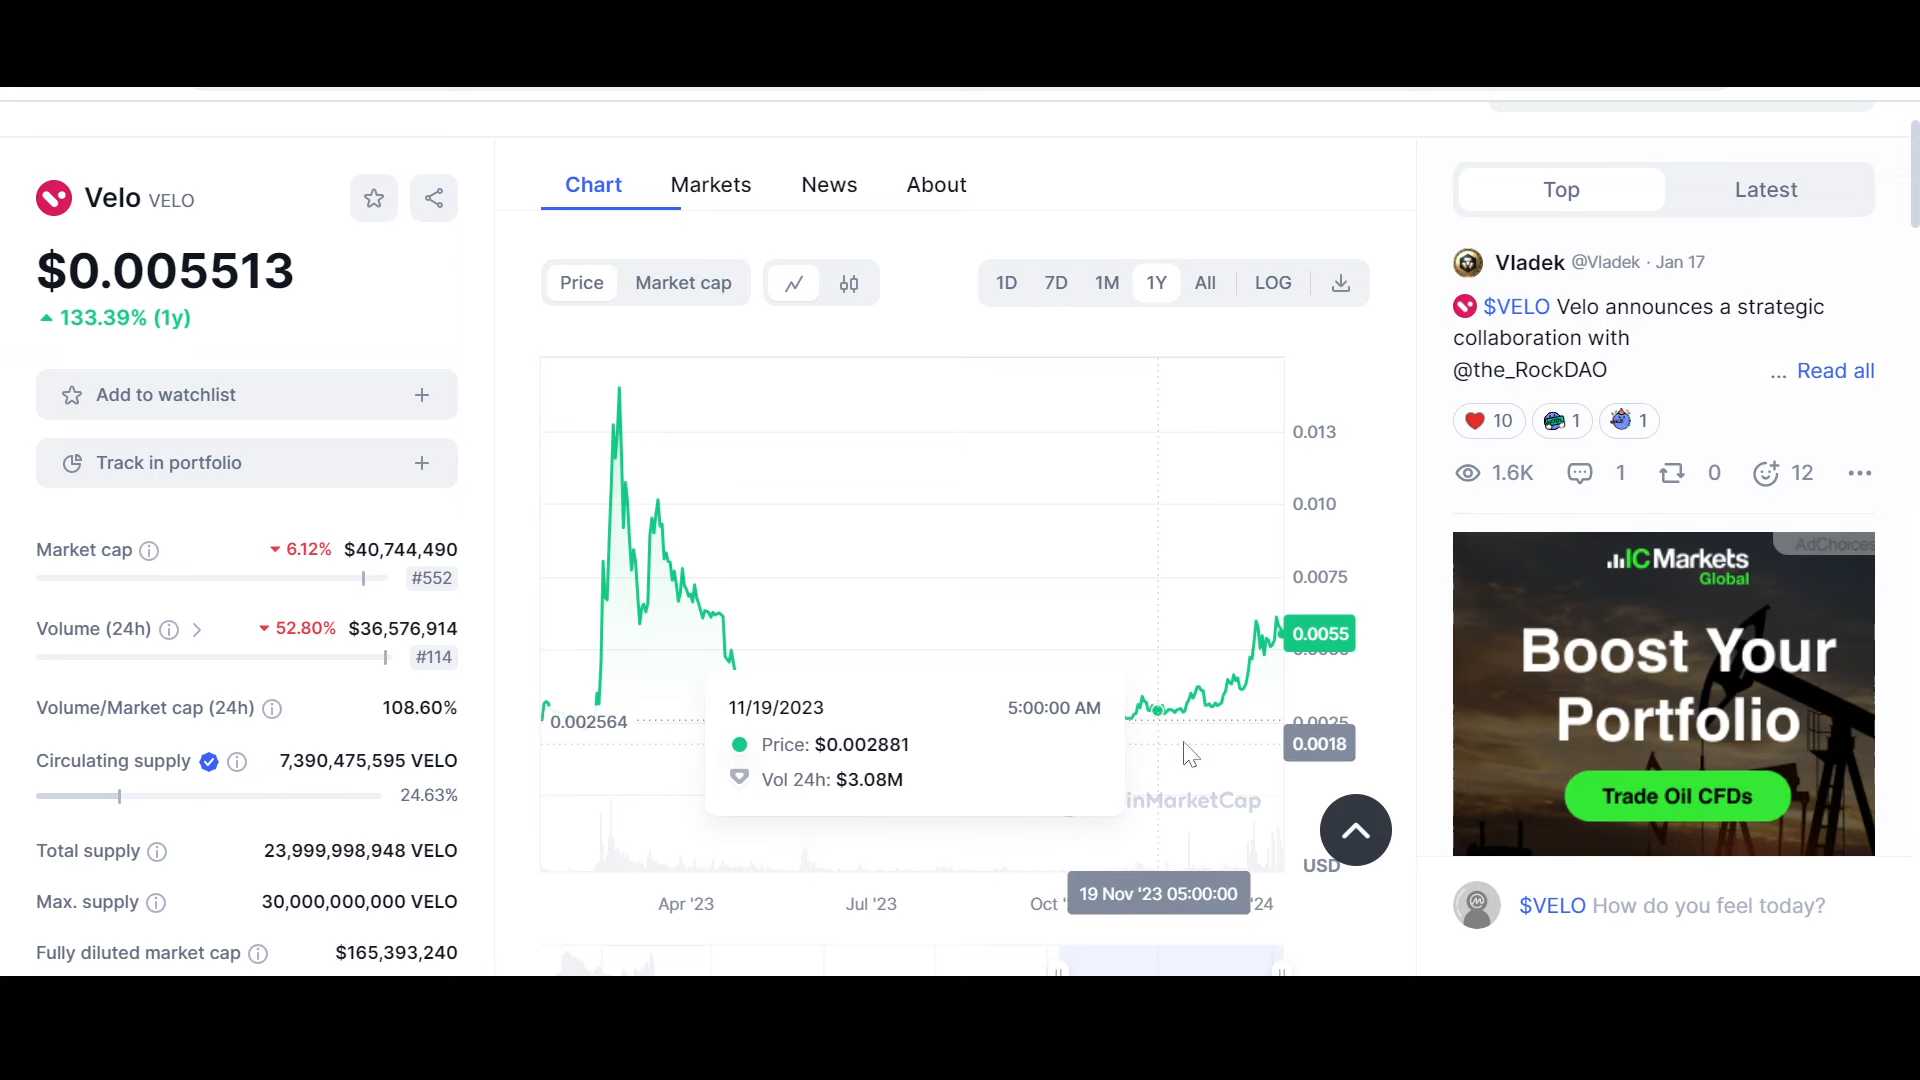 Velo VELO
$0.005513
133.39% (1y)
Add to watchlist
Track in portfolio
Market cap 6.12% $40,744,490
#552
Volume (24h) 52.80% $36,576,914
#114
Volume/Market cap (24h) 108.60%
Circulating supply 7,390,475,595 VELO
24.63%
Total supply 23,999,998,948 VELO
Max. supply 30,000,000,000 VELO
Fully diluted market cap $165,393,240
Chart Markets News About
Price Market cap 1D 7D 1M 1Y All LOG
0.013
0.010
0.0075
0.0055
0.0025
0.0018
0.002564
11/19/2023 5:00:00 AM
Price: $0.002881
Vol 24h: $3.08M
inMarketCap
USD
Apr '23 Jul '23 Oct ' 19 Nov '23 05:00:00 '24
Top Latest
Vladek @Vladek · Jan 17
$VELO Velo announces a strategic
collaboration with
@the_RockDAO ... Read all
10 1 1
1.6K 1 0 12
AdChoices
IC Markets
Global
Boost Your
Portfolio
Trade Oil CFDs
$VELO How do you feel today?